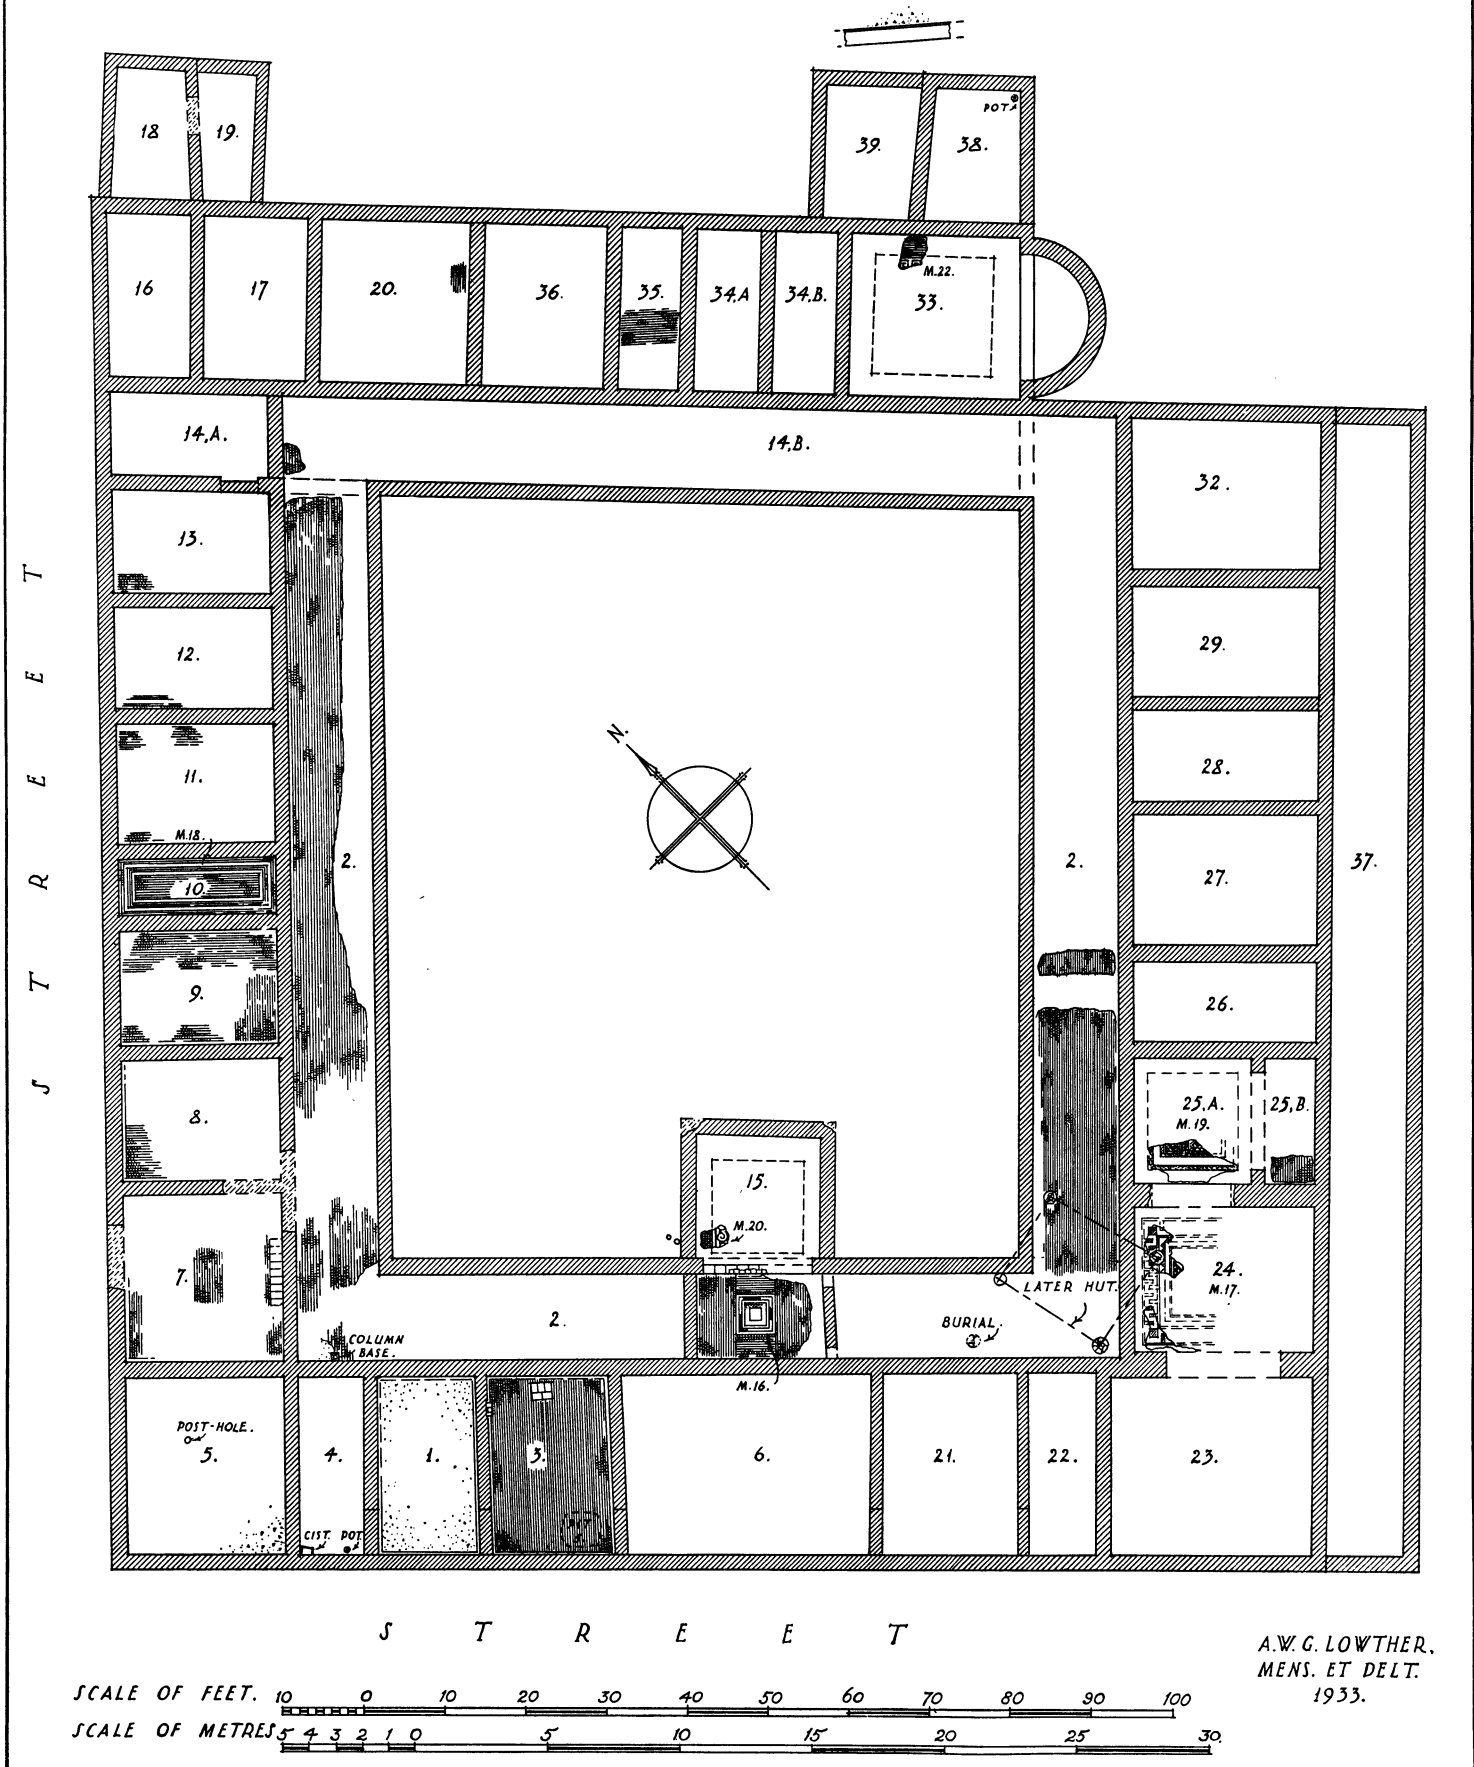 18
19.
39.
38.
POT.
16
17
20.
36.
35.
34,A
34,B.
33.
M.22.
14,A.
14,B.
13.
32.
12.
29.
11.
28.
M.18.
10.
2.
N.
2.
27.
37.
9.
26.
8.
25,A.
M.19.
25,B.
15.
M.20.
7.
24.
M.17.
LATER HUT.
2.
BURIAL.
COLUMN
BASE.
M.16.
POST-HOLE.
5.
4.
1.
3.
6.
21.
22.
23.
CIST. POT.
STREET
STREET
A.W.G. LOWTHER,
MENS. ET DELT.
1933.
SCALE OF FEET. 10 0 10 20 30 40 50 60 70 80 90 100
SCALE OF METRES 5 4 3 2 1 0 5 10 15 20 25 30.